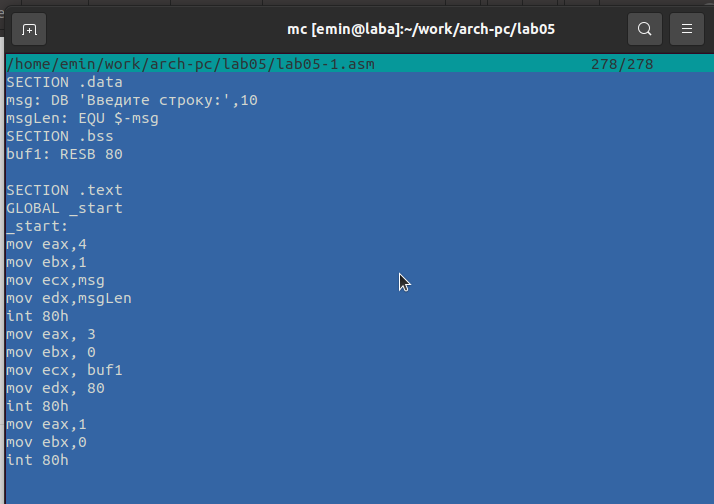 mc [emin@laba]:~/work/arch-pc/lab05
/home/emin/work/arch-pc/lab05/lab05-1.asm 278/278
SECTION .data
msg: DB 'Введите строку:',10
msgLen: EQU $-msg
SECTION .bss
buf1: RESB 80
SECTION .text
GLOBAL _start
_start:
mov eax,4
mov ebx,1
mov ecx,msg
mov edx,msgLen
int 80h
mov eax, 3
mov ebx, 0
mov ecx, buf1
mov edx, 80
int 80h
mov eax,1
mov ebx,0
int 80h